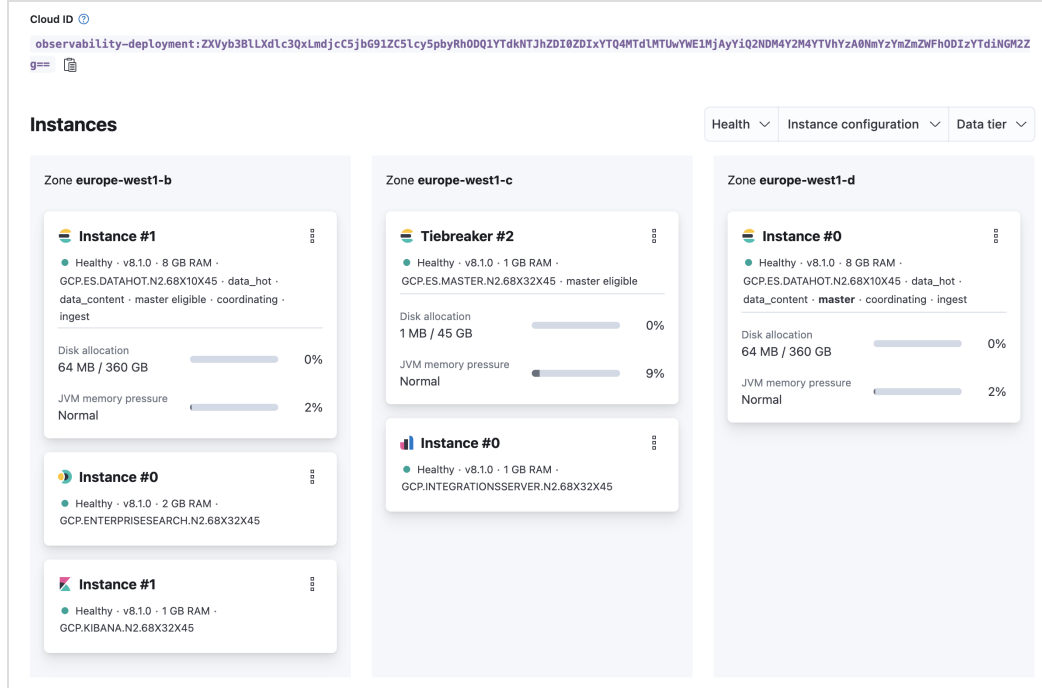 Cloud ID
observability-deployment:ZXVyb3BlLXdlc3QxLmdjcC5jbG91ZC5lcy5pbyRhODQ1YTdkNTJhZDI0ZDIxYTQ4MTdlMTUwYWE1MjAyYiQ2NDM4Y2M4YTVhYzA0NmYzYmZmZWFhODIzYTdiNGM2Z
g==
Instances
Health
Instance configuration
Data tier
Zone europe-west1-b
Instance #1
Healthy · v8.1.0 · 8 GB RAM ·
GCP.ES.DATAHOT.N2.68X10X45 · data_hot ·
data_content · master eligible · coordinating ·
ingest
Disk allocation
64 MB / 360 GB
0%
JVM memory pressure
Normal
2%
Instance #0
Healthy · v8.1.0 · 2 GB RAM ·
GCP.ENTERPRISESEARCH.N2.68X32X45
Instance #1
Healthy · v8.1.0 · 1 GB RAM ·
GCP.KIBANA.N2.68X32X45
Zone europe-west1-c
Tiebreaker #2
Healthy · v8.1.0 · 1 GB RAM ·
GCP.ES.MASTER.N2.68X32X45 · master eligible
Disk allocation
1 MB / 45 GB
0%
JVM memory pressure
Normal
9%
Instance #0
Healthy · v8.1.0 · 1 GB RAM ·
GCP.INTEGRATIONSSERVER.N2.68X32X45
Zone europe-west1-d
Instance #0
Healthy · v8.1.0 · 8 GB RAM ·
GCP.ES.DATAHOT.N2.68X10X45 · data_hot ·
data_content · master · coordinating · ingest
Disk allocation
64 MB / 360 GB
0%
JVM memory pressure
Normal
2%